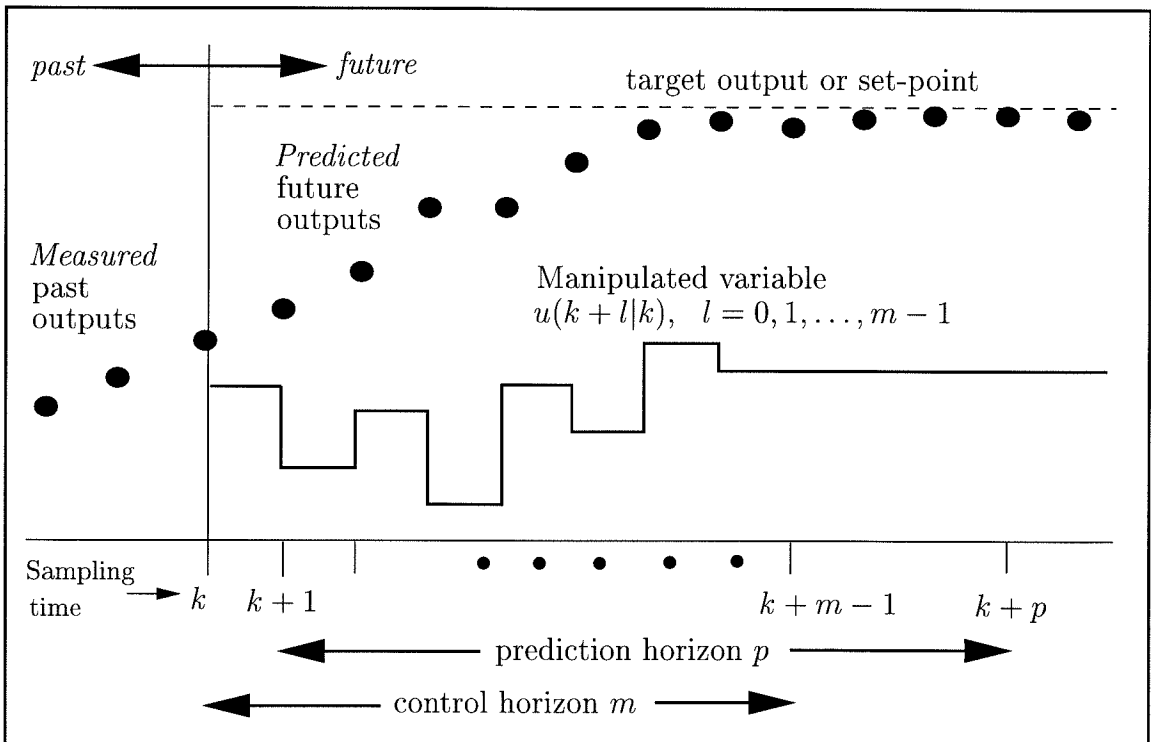 past
future
target output or set-point
Predicted
future
outputs
Measured
past
outputs
Manipulated variable
u(k + l|k), l = 0, 1, . . . , m − 1
Sampling
time
k
k + 1
k + m − 1
k + p
prediction horizon p
control horizon m